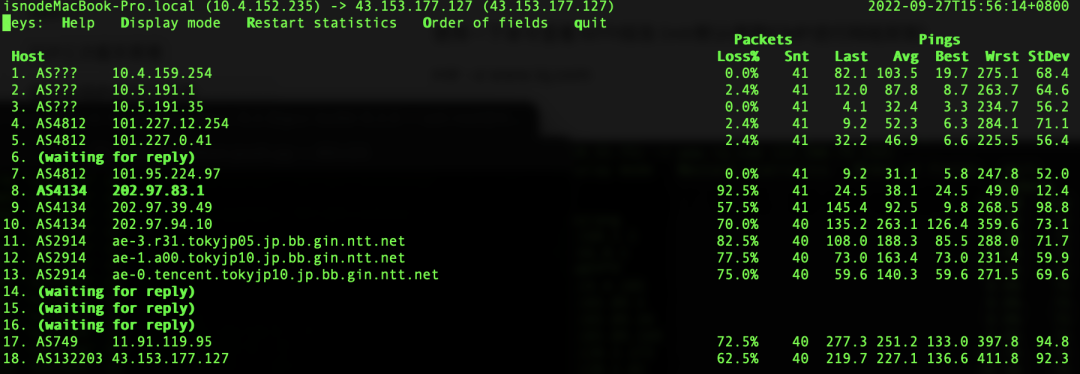 isnodeMacBook-Pro.local (10.4.152.235) -> 43.153.177.127 (43.153.177.127) 2022-09-27T15:56:14+0800
eys: Help Display mode Restart statistics Order of fields quit
Packets Pings
Host Loss% Snt Last Avg Best Wrst StDev
1. AS??? 10.4.159.254 0.0% 41 82.1 103.5 19.7 275.1 68.4
2. AS??? 10.5.191.1 2.4% 41 12.0 87.8 8.7 263.7 64.6
3. AS??? 10.5.191.35 0.0% 41 4.1 32.4 3.3 234.7 56.2
4. AS4812 101.227.12.254 2.4% 41 9.2 52.3 6.3 284.1 71.1
5. AS4812 101.227.0.41 2.4% 41 32.2 46.9 6.6 225.5 56.4
6. (waiting for reply)
7. AS4812 101.95.224.97 0.0% 41 9.2 31.1 5.8 247.8 52.0
8. AS4134 202.97.83.1 92.5% 41 24.5 38.1 24.5 49.0 12.4
9. AS4134 202.97.39.49 57.5% 41 145.4 92.5 9.8 268.5 98.8
10. AS4134 202.97.94.10 70.0% 40 135.2 263.1 126.4 359.6 73.1
11. AS2914 ae-3.r31.tokyjp05.jp.bb.gin.ntt.net 82.5% 40 108.0 188.3 85.5 288.0 71.7
12. AS2914 ae-1.a00.tokyjp10.jp.bb.gin.ntt.net 77.5% 40 73.0 163.4 73.0 231.4 59.9
13. AS2914 ae-0.tencent.tokyjp10.jp.bb.gin.ntt.net 75.0% 40 59.6 140.3 59.6 271.5 69.6
14. (waiting for reply)
15. (waiting for reply)
16. (waiting for reply)
17. AS749 11.91.119.95 72.5% 40 277.3 251.2 133.0 397.8 94.8
18. AS132203 43.153.177.127 62.5% 40 219.7 227.1 136.6 411.8 92.3